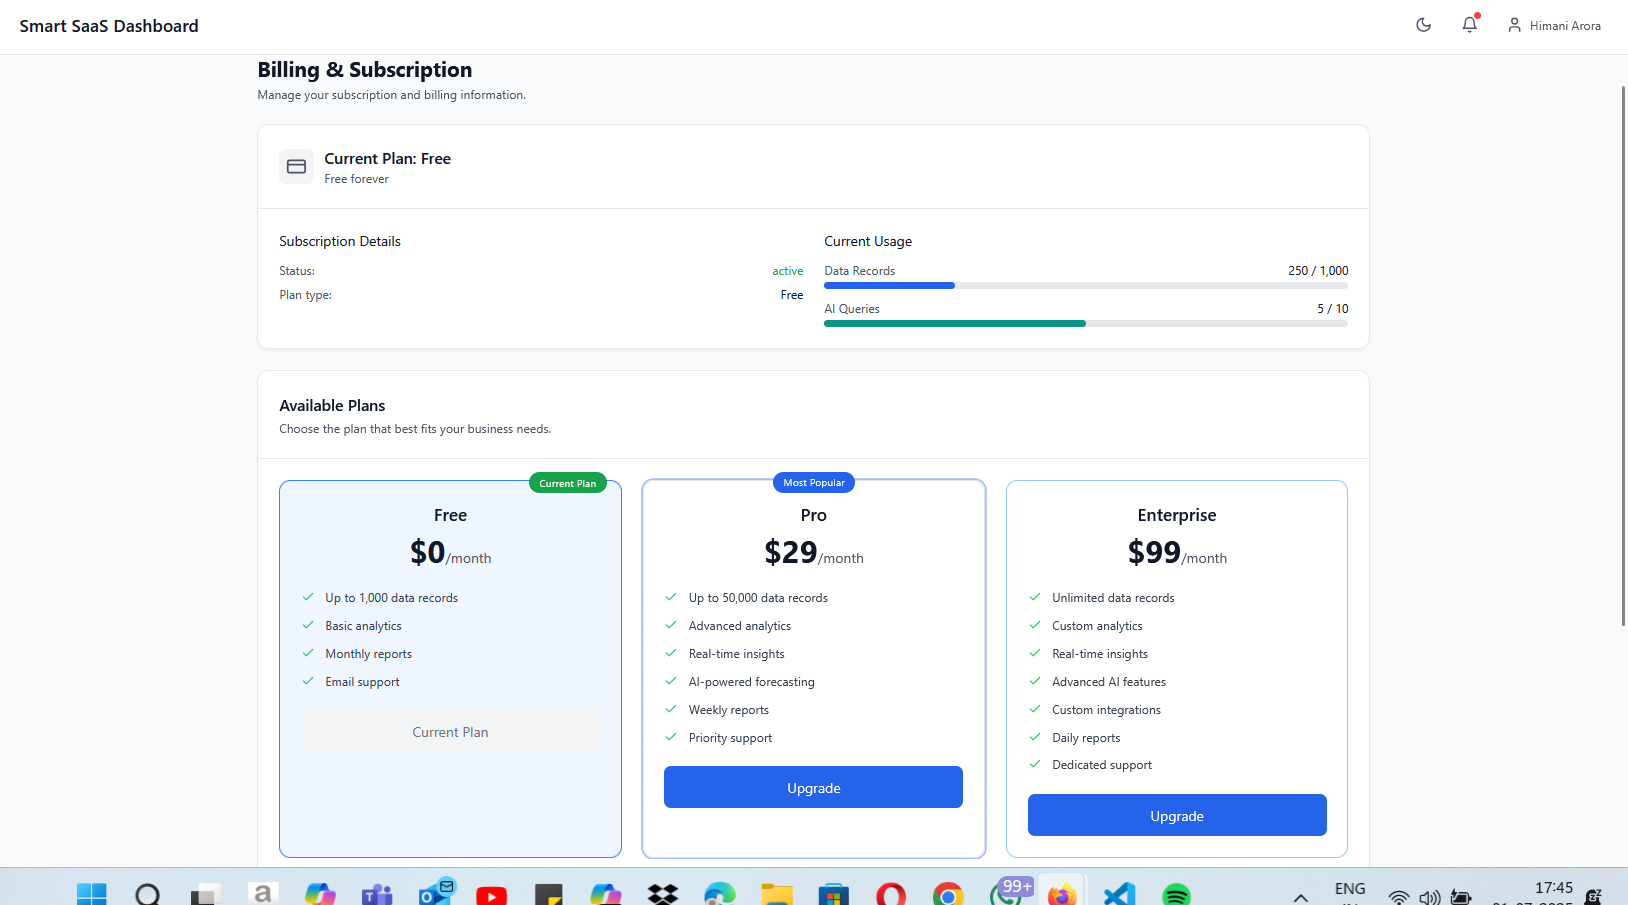 Smart SaaS Dashboard
Himani Arora
Billing & Subscription
Manage your subscription and billing information.
Current Plan: Free
Free forever
Subscription Details
Status: active
Plan type: Free
Current Usage
Data Records 250 / 1,000
AI Queries 5 / 10
Available Plans
Choose the plan that best fits your business needs.
Current Plan
Free
$0/month
Up to 1,000 data records
Basic analytics
Monthly reports
Email support
Current Plan
Most Popular
Pro
$29/month
Up to 50,000 data records
Advanced analytics
Real-time insights
AI-powered forecasting
Weekly reports
Priority support
Upgrade
Enterprise
$99/month
Unlimited data records
Custom analytics
Real-time insights
Advanced AI features
Custom integrations
Daily reports
Dedicated support
Upgrade
99+
ENG
17:45